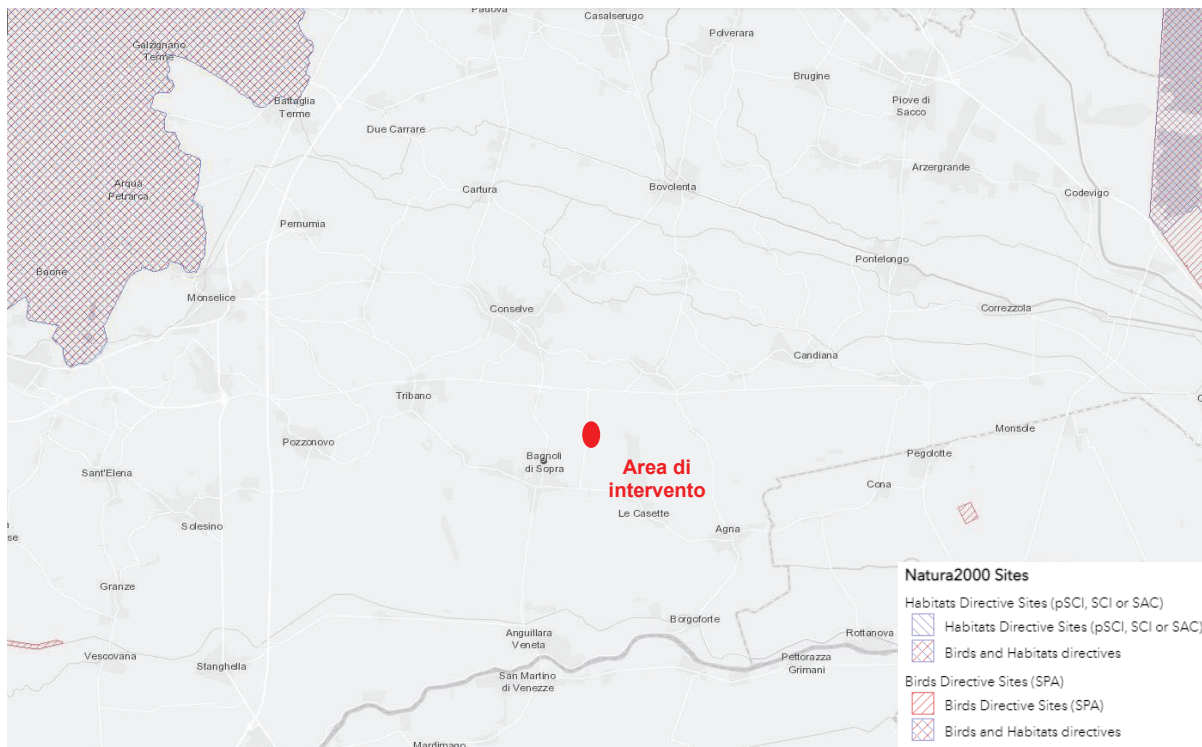 Padova
Casalserugo
Polverara
Galzignano
Terme
Brugine
Battaglia
Terme
Piove di
Sacco
Due Carrare
Arzergrande
Arquà
Petrarca
Cartura
Bovolenta
Codevigo
Pernumia
Baone
Pontelongo
Monselice
Conselve
Correzzola
Candiana
Tribano
Monsole
Pozzonovo
Bagnoli
di Sopra
Area di
intervento
Pegolotte
Sant'Elena
Cona
Le Casette
Solesino
Agna
se
Granze
Borgoforte
Anguillara
Veneta
Rottanova
Vescovana
Stanghella
Pettorazza
Grimani
San Martino
di Venezze
Mardimago
Natura2000 Sites
Habitats Directive Sites (pSCI, SCI or SAC)
Habitats Directive Sites (pSCI, SCI or SAC)
Birds and Habitats directives
Birds Directive Sites (SPA)
Birds Directive Sites (SPA)
Birds and Habitats directives